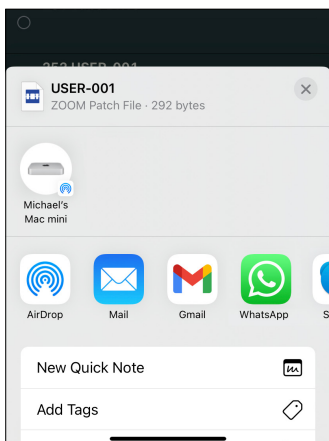 USER-001
ZOOM Patch File · 292 bytes
Michael's
Mac mini
AirDrop
Mail
Gmail
WhatsApp
New Quick Note
Add Tags